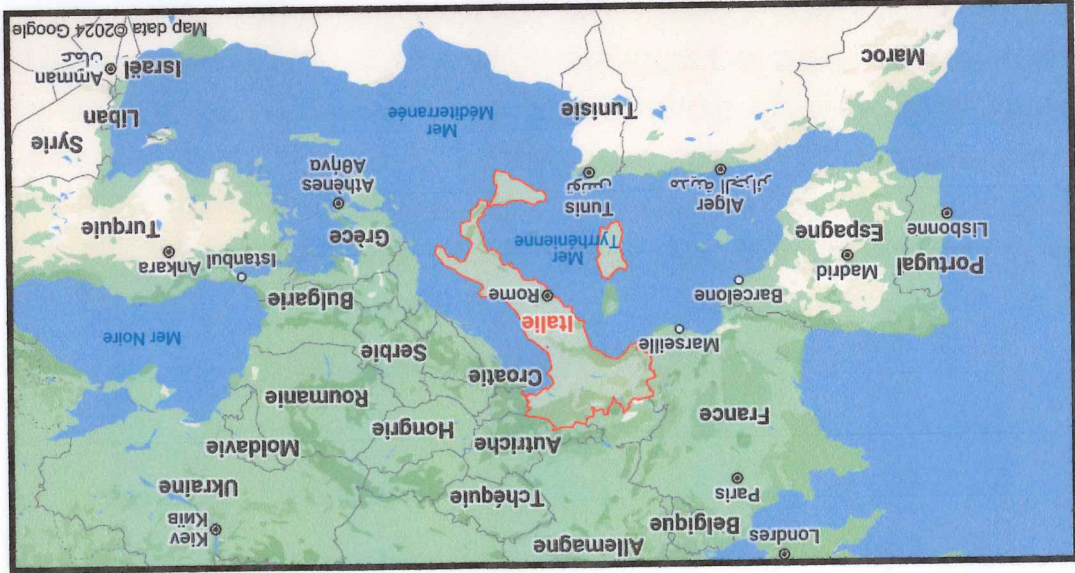 Londres
Belgique
Allemagne
Kiev
Київ
Paris
Tchéquie
Ukraine
Autriche
Hongrie
Moldavie
France
Croatie
Roumanie
Marseille
Italie
Serbie
Mer Noire
Barcelone
Rome
Bulgarie
Portugal
Madrid
Espagne
Lisbonne
Mer
Tyrrhénienne
Grèce
Istanbul
Ankara
Turquie
Alger
مدينة الجزائر
Tunis
تونس
Athènes
Αθήνα
Tunisie
Mer
Méditerranée
Liban
Syrie
Maroc
Israël
Amman
عمان
Map data ©2024 Google